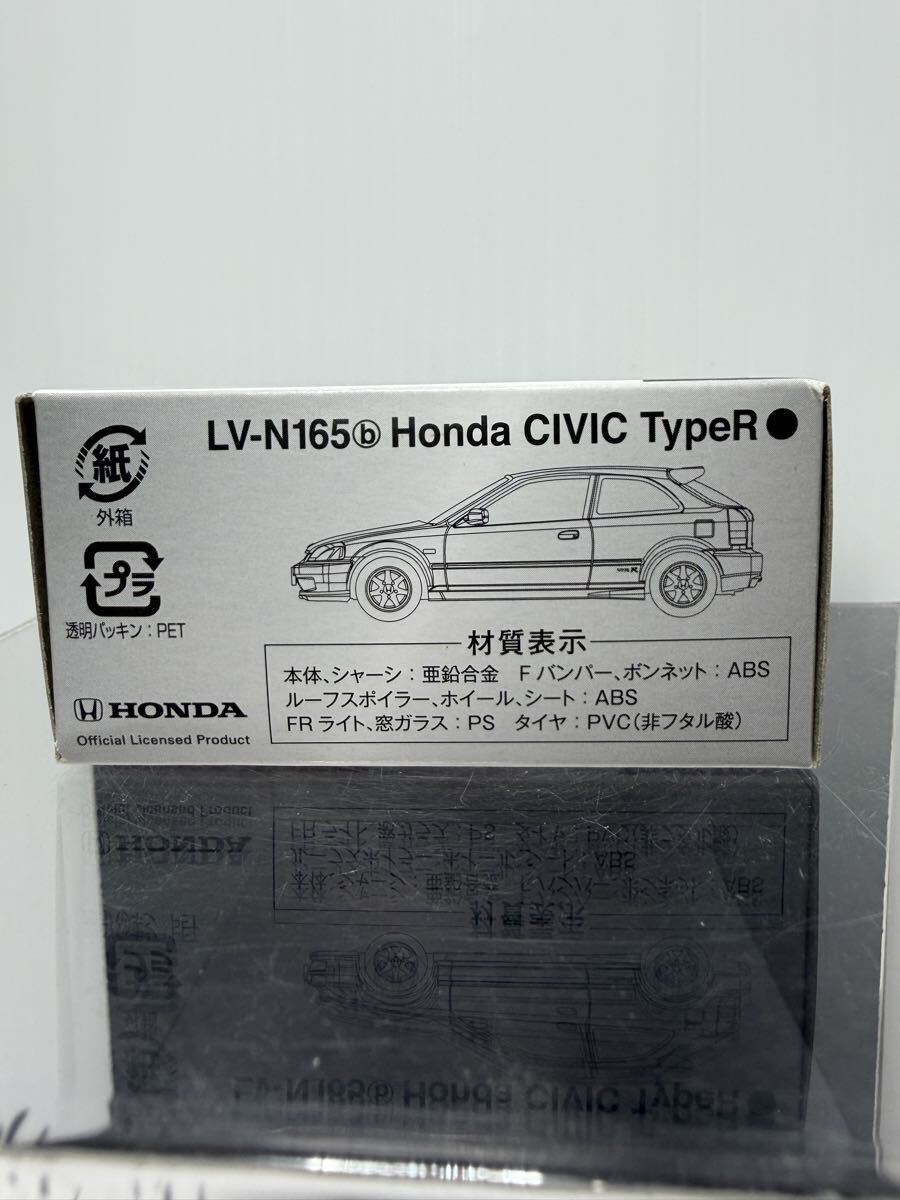 LV-N165ⓑ Honda CIVIC TypeR●
紙
外箱
プラ
透明パッキン：PET
TYPE R
材質表示
本体、シャーシ：亜鉛合金 Fバンパー、ボンネット：ABS
ルーフスポイラー、ホイール、シート：ABS
FRライト、窓ガラス：PS タイヤ：PVC（非フタル酸）
HONDA
Official Licensed Product